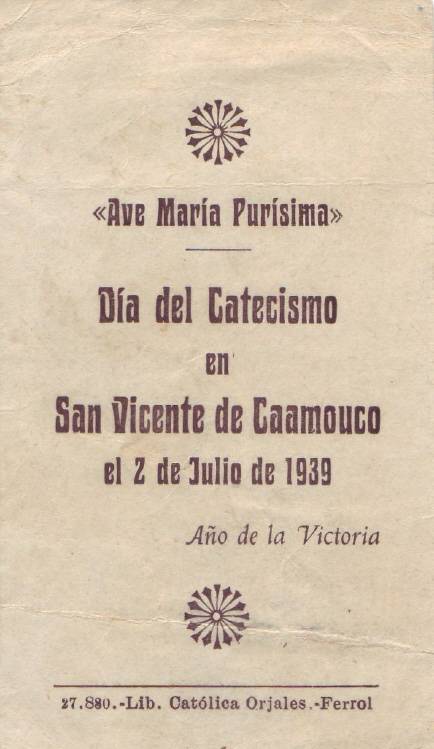 «Ave María Purísima»
Día del Catecismo
en
San Vicente de Caamouco
el 2 de Julio de 1939
Año de la Victoria
27.880.-Lib. Católica Orjales.-Ferrol